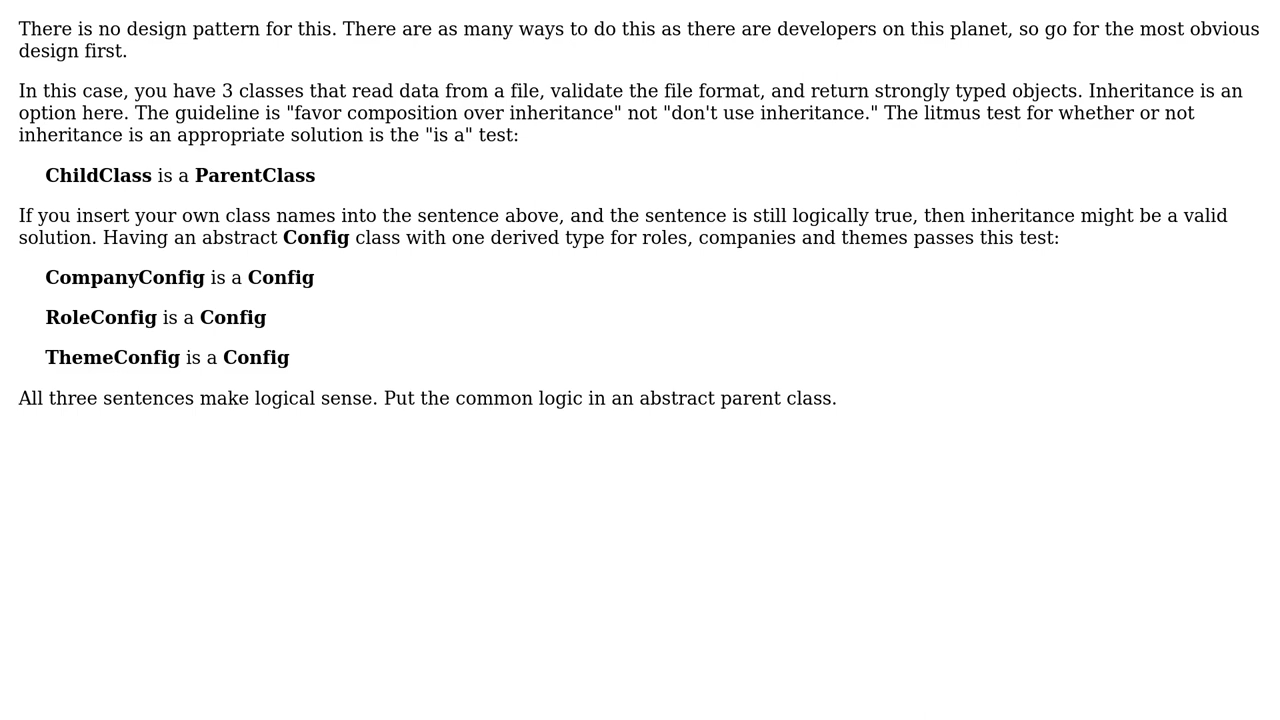 There is no design pattern for this. There are as many ways to do this as there are developers on this planet, so go for the most obvious
design first.
In this case, you have 3 classes that read data from a file, validate the file format, and return strongly typed objects. Inheritance is an
option here. The guideline is "favor composition over inheritance" not "don't use inheritance." The litmus test for whether or not
inheritance is an appropriate solution is the "is a" test:
ChildClass is a ParentClass
If you insert your own class names into the sentence above, and the sentence is still logically true, then inheritance might be a valid
solution. Having an abstract Config class with one derived type for roles, companies and themes passes this test:
CompanyConfig is a Config
RoleConfig is a Config
ThemeConfig is a Config
All three sentences make logical sense. Put the common logic in an abstract parent class.